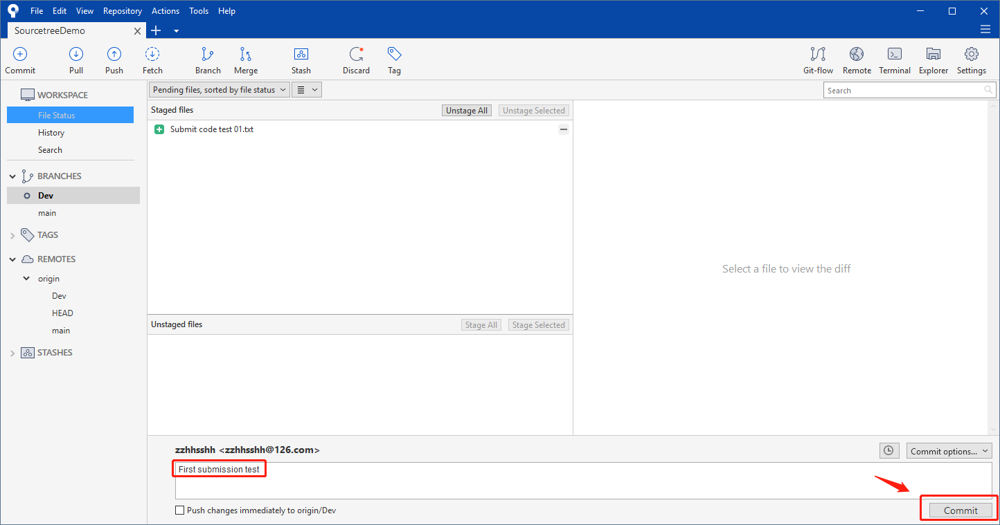 File Edit View Repository Actions Tools Help
SourcetreeDemo
Commit Pull Push Fetch Branch Merge Stash Discard Tag Git-flow Remote Terminal Explorer Settings
WORKSPACE
File Status
History
Search
BRANCHES
Dev
main
TAGS
REMOTES
origin
Dev
HEAD
main
STASHES
Pending files, sorted by file status
Search
Staged files Unstage All Unstage Selected
Submit code test 01.txt
Select a file to view the diff
Unstaged files Stage All Stage Selected
zzhhsshh <zzhhsshh@126.com> Commit options...
First submission test
Push changes immediately to origin/Dev Commit